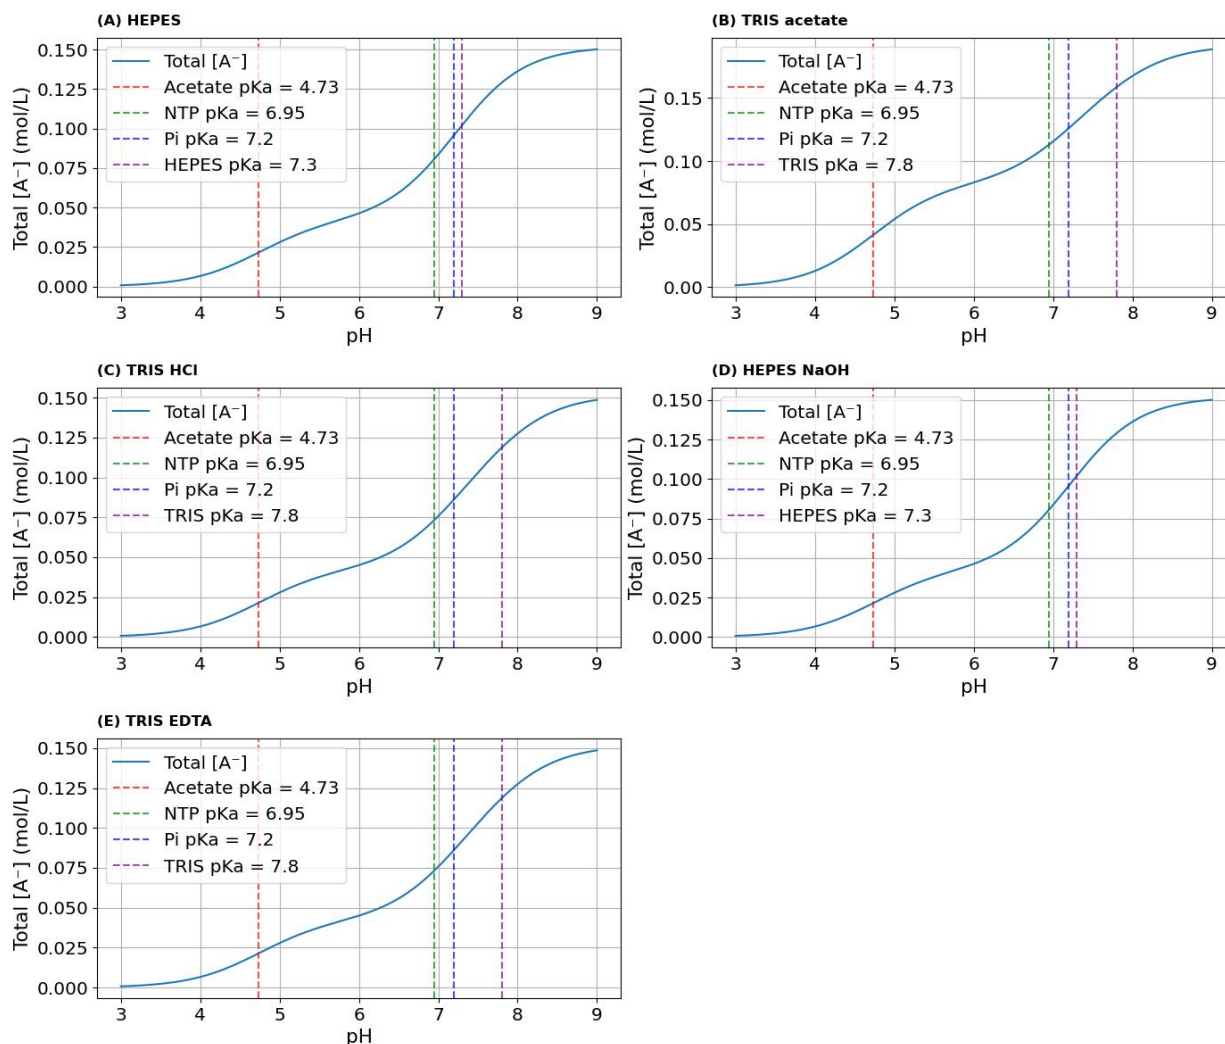 (A) HEPES
Total [A⁻] (mol/L)
0.150
0.125
0.100
0.075
0.050
0.025
0.000
Total [A⁻]
Acetate pKa = 4.73
NTP pKa = 6.95
Pi pKa = 7.2
HEPES pKa = 7.3
3 4 5 6 7 8 9
pH
(B) TRIS acetate
Total [A⁻] (mol/L)
0.15
0.10
0.05
0.00
Total [A⁻]
Acetate pKa = 4.73
NTP pKa = 6.95
Pi pKa = 7.2
TRIS pKa = 7.8
3 4 5 6 7 8 9
pH
(C) TRIS HCl
Total [A⁻] (mol/L)
0.150
0.125
0.100
0.075
0.050
0.025
0.000
Total [A⁻]
Acetate pKa = 4.73
NTP pKa = 6.95
Pi pKa = 7.2
TRIS pKa = 7.8
3 4 5 6 7 8 9
pH
(D) HEPES NaOH
Total [A⁻] (mol/L)
0.150
0.125
0.100
0.075
0.050
0.025
0.000
Total [A⁻]
Acetate pKa = 4.73
NTP pKa = 6.95
Pi pKa = 7.2
HEPES pKa = 7.3
3 4 5 6 7 8 9
pH
(E) TRIS EDTA
Total [A⁻] (mol/L)
0.150
0.125
0.100
0.075
0.050
0.025
0.000
Total [A⁻]
Acetate pKa = 4.73
NTP pKa = 6.95
Pi pKa = 7.2
TRIS pKa = 7.8
3 4 5 6 7 8 9
pH